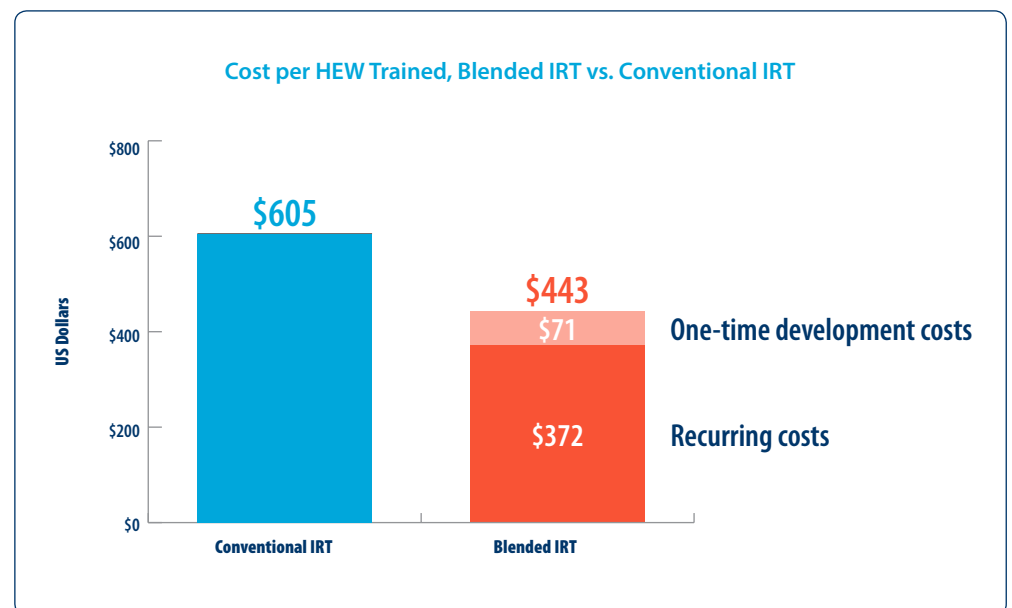 Cost per HEW Trained, Blended IRT vs. Conventional IRT
$800
$600
$400
$200
$0
US Dollars
$605
$443
$71
$372
One-time development costs
Recurring costs
Conventional IRT
Blended IRT